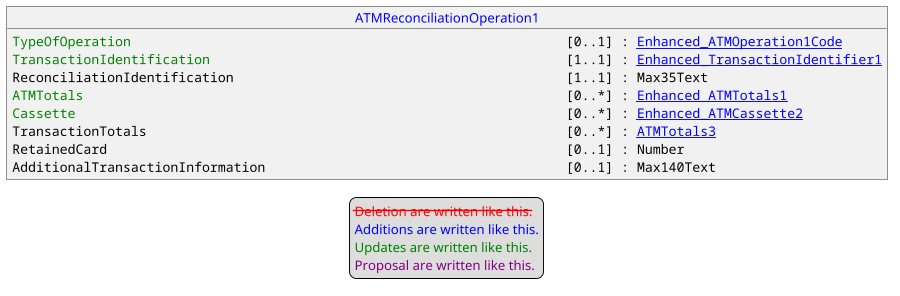 ATMReconciliationOperation1
TypeOfOperation [0..1] : Enhanced_ATMOperation1Code
TransactionIdentification [1..1] : Enhanced_TransactionIdentifier1
ReconciliationIdentification [1..1] : Max35Text
ATMTotals [0..*] : Enhanced_ATMTotals1
Cassette [0..*] : Enhanced_ATMCassette2
TransactionTotals [0..*] : ATMTotals3
RetainedCard [0..1] : Number
AdditionalTransactionInformation [0..1] : Max140Text
Deletion are written like this.
Additions are written like this.
Updates are written like this.
Proposal are written like this.